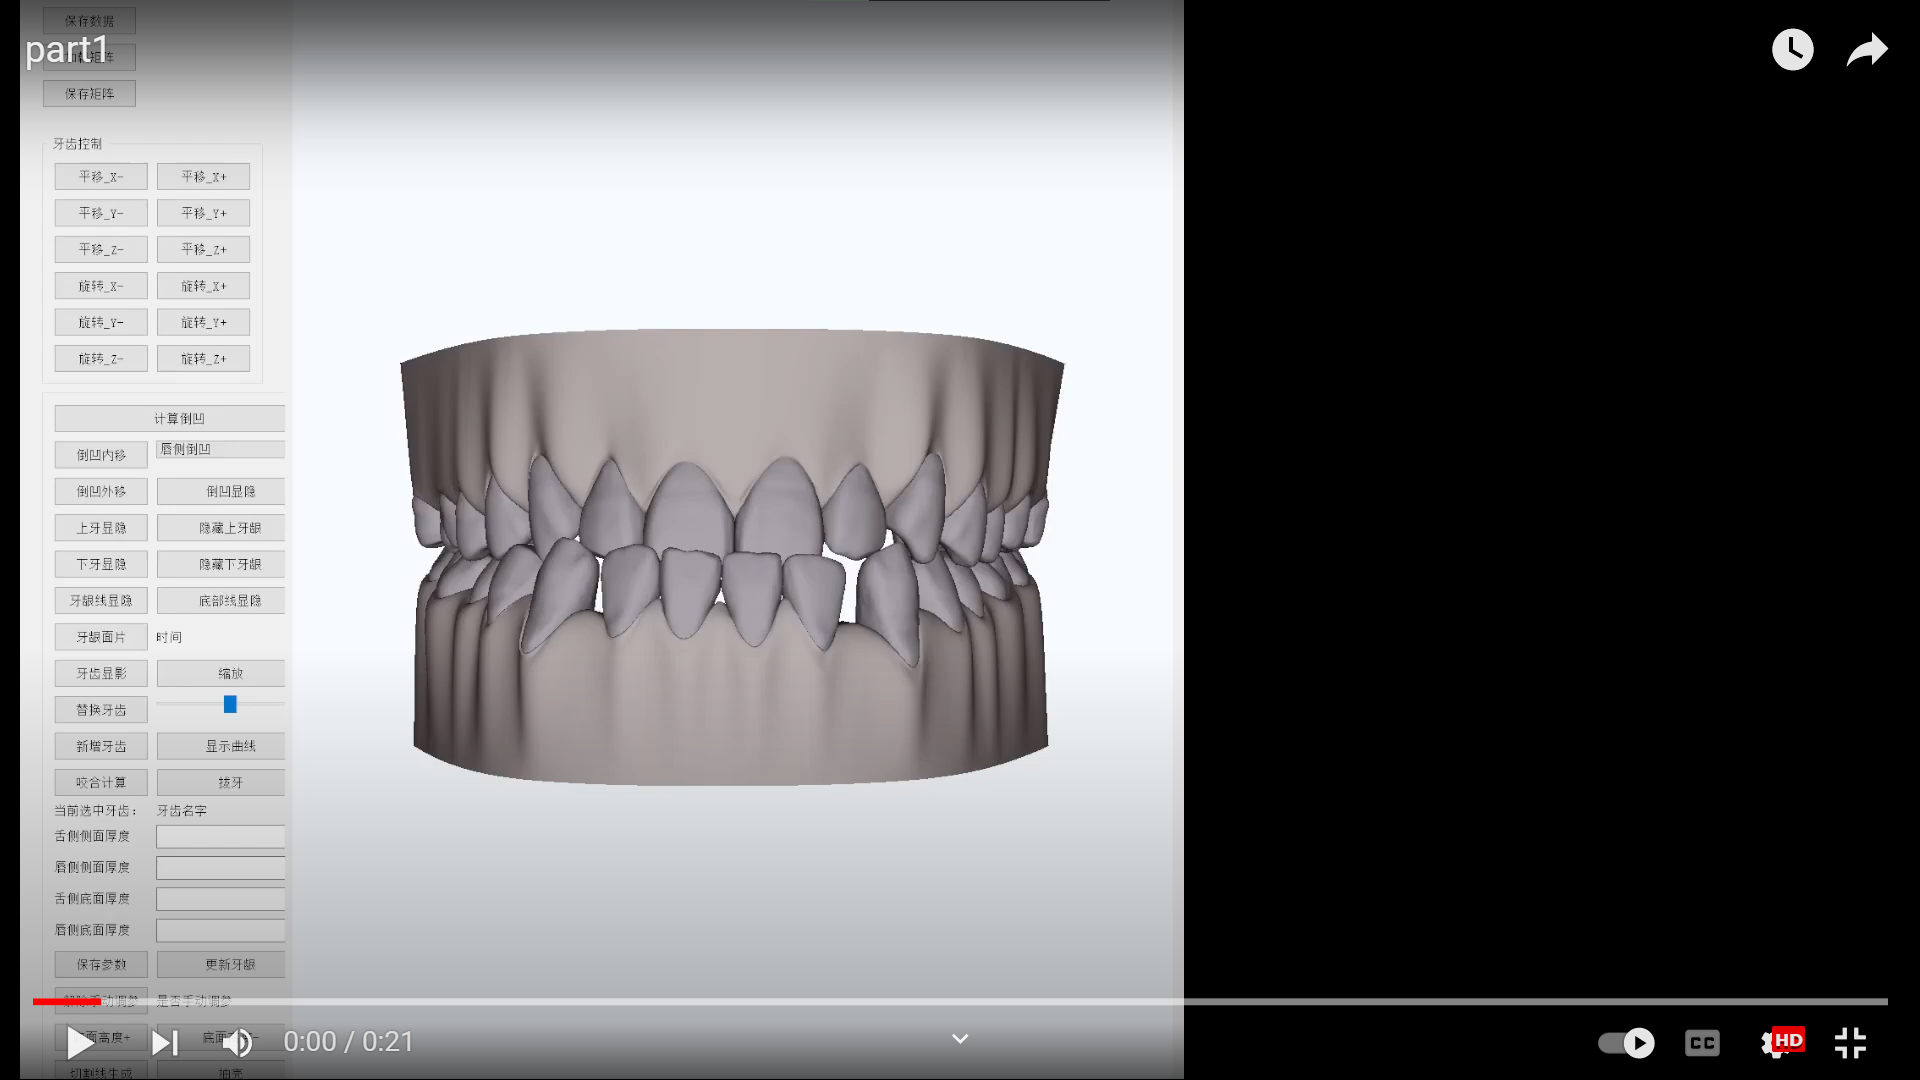 保存数据
part1
保存矩阵
牙齿控制
平移_X- 平移_X+
平移_Y- 平移_Y+
平移_Z- 平移_Z+
旋转_X- 旋转_X+
旋转_Y- 旋转_Y+
旋转_Z- 旋转_Z+
计算倒凹
倒凹内移 唇侧倒凹
倒凹外移 倒凹显隐
上牙显隐 隐藏上牙龈
下牙显隐 隐藏下牙龈
牙龈线显隐 底部线显隐
牙龈面片 时间
牙齿显影 缩放
替换牙齿
新增牙齿 显示曲线
咬合计算 拔牙
当前选中牙齿: 牙齿名字
舌侧侧面厚度
唇侧侧面厚度
舌侧底面厚度
唇侧底面厚度
保存参数 更新牙龈
手动调参 是否手动调参
面高度+ 底面
0:00 / 0:21
CC
HD
切割线生成 抽壳